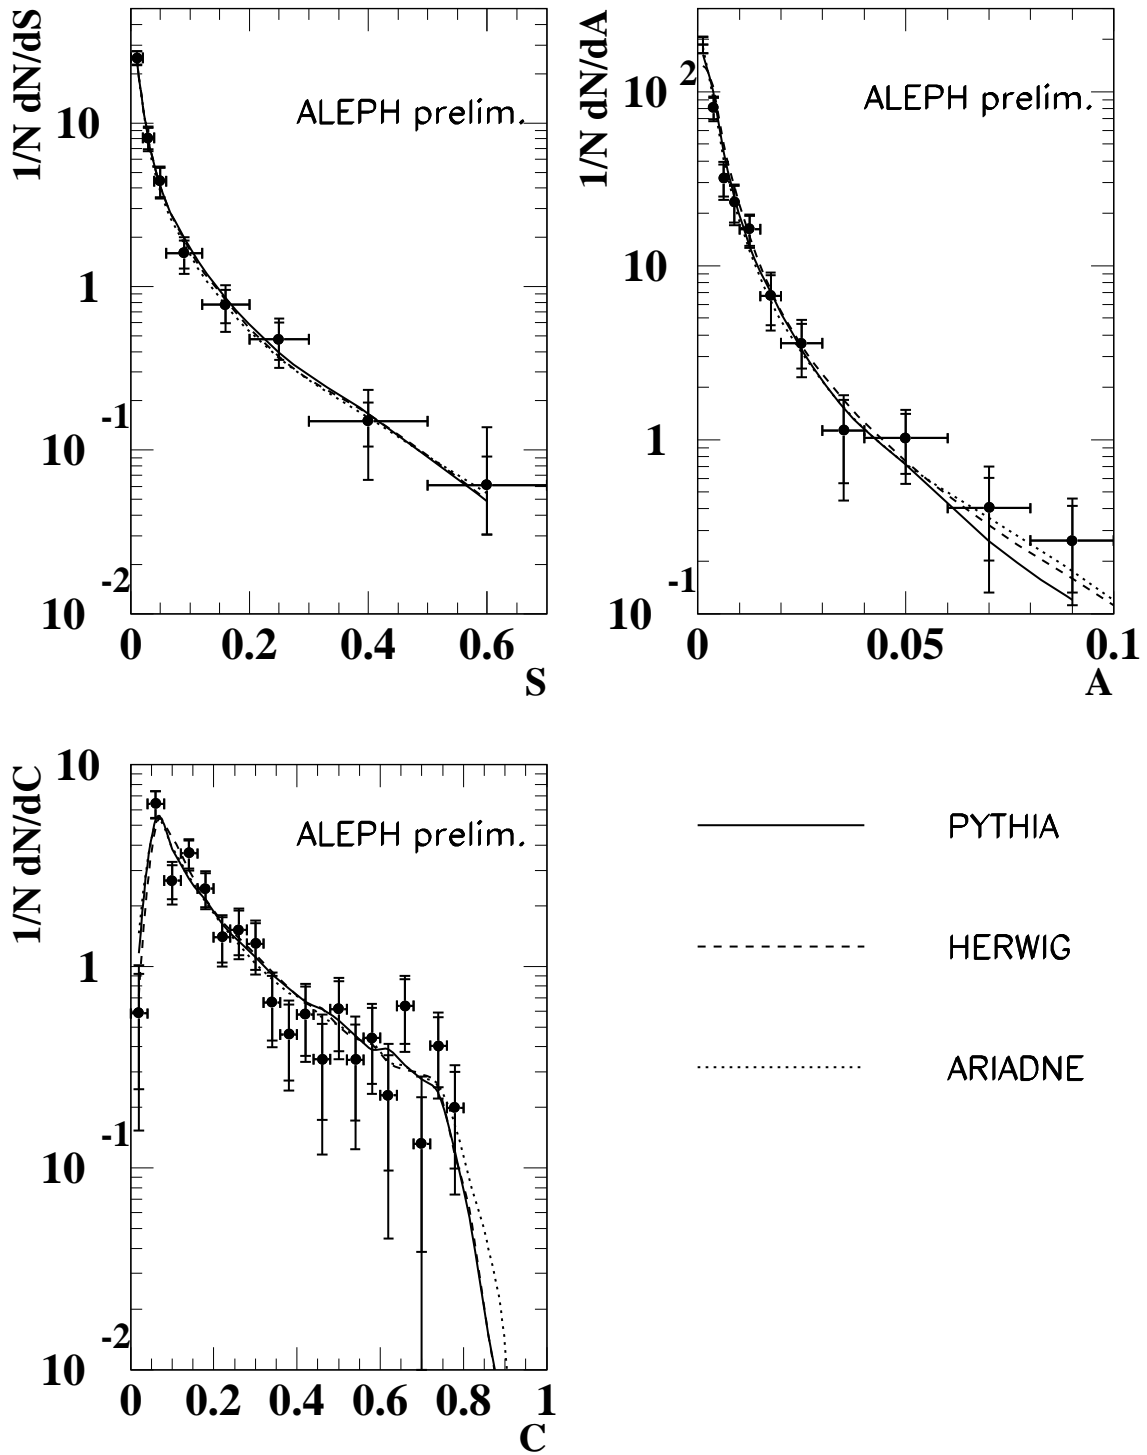 1/N dN/dS
ALEPH prelim.
10
1
10 -1
10 -2
0 0.2 0.4 0.6
S
1/N dN/dA
ALEPH prelim.
10 2
10
1
10 -1
0 0.05 0.1
A
1/N dN/dC
ALEPH prelim.
10
1
10 -1
10 -2
0 0.2 0.4 0.6 0.8 1
C
PYTHIA
HERWIG
ARIADNE